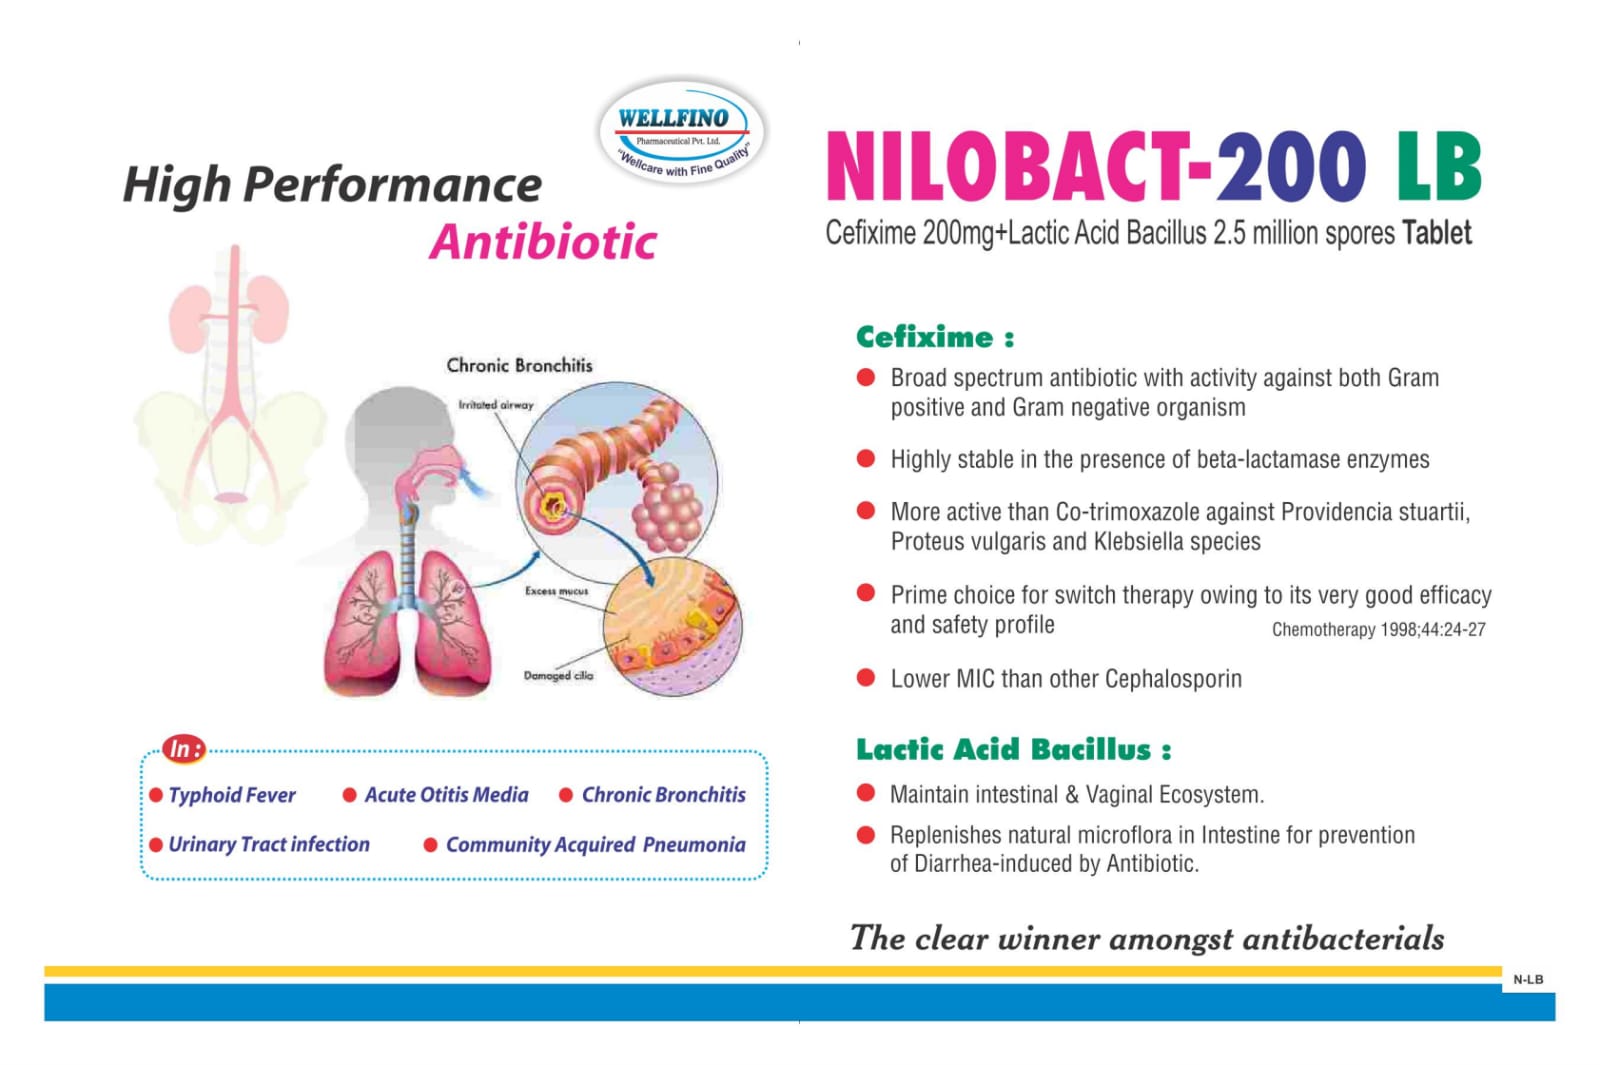 WELLFINO
Pharmaceutical Pvt. Ltd.
"Wellcare with Fine Quality"
High Performance
Antibiotic
Chronic Bronchitis
Irritated airway
Excess mucus
Damaged cilia
In :
Typhoid Fever
Acute Otitis Media
Chronic Bronchitis
Urinary Tract infection
Community Acquired Pneumonia
NILOBACT-200 LB
Cefixime 200mg+Lactic Acid Bacillus 2.5 million spores Tablet
Cefixime :
Broad spectrum antibiotic with activity against both Gram
positive and Gram negative organism
Highly stable in the presence of beta-lactamase enzymes
More active than Co-trimoxazole against Providencia stuartii,
Proteus vulgaris and Klebsiella species
Prime choice for switch therapy owing to its very good efficacy
and safety profile
Chemotherapy 1998;44:24-27
Lower MIC than other Cephalosporin
Lactic Acid Bacillus :
Maintain intestinal & Vaginal Ecosystem.
Replenishes natural microflora in Intestine for prevention
of Diarrhea-induced by Antibiotic.
The clear winner amongst antibacterials
N-LB